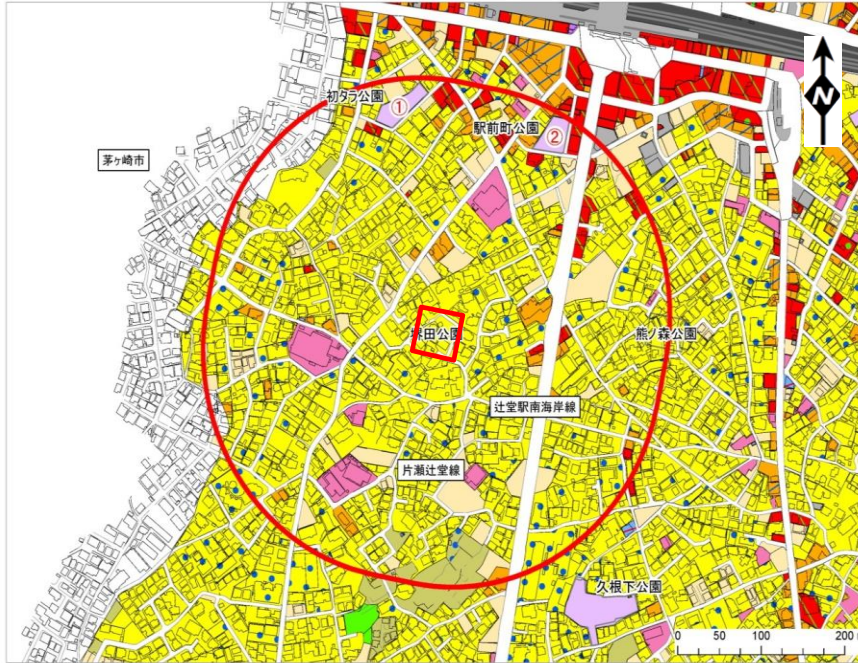 初タラ公園
①
駅前町公園
②
N
茅ヶ崎市
田公園
熊ノ森公園
辻堂駅南海岸線
片瀬辻堂線
久根下公園
0 50 100 200